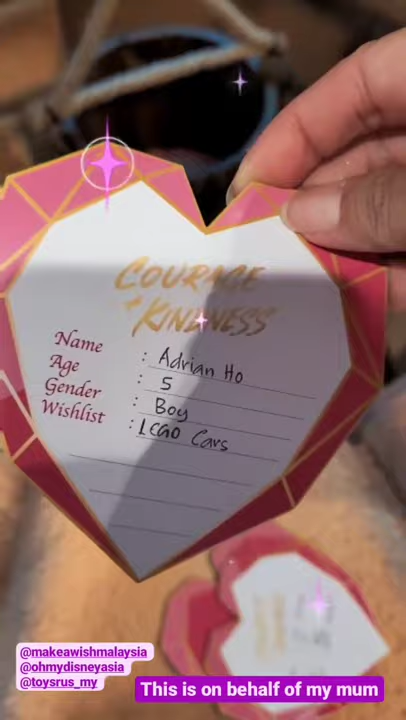 COURAGE
+ KINDNESS
Name : Adrian Ho
Age : 5
Gender : Boy
Wishlist : LEGO Cars
@makeawishmalaysia
@ohmydisneyasia
@toysrus_my
This is on behalf of my mum